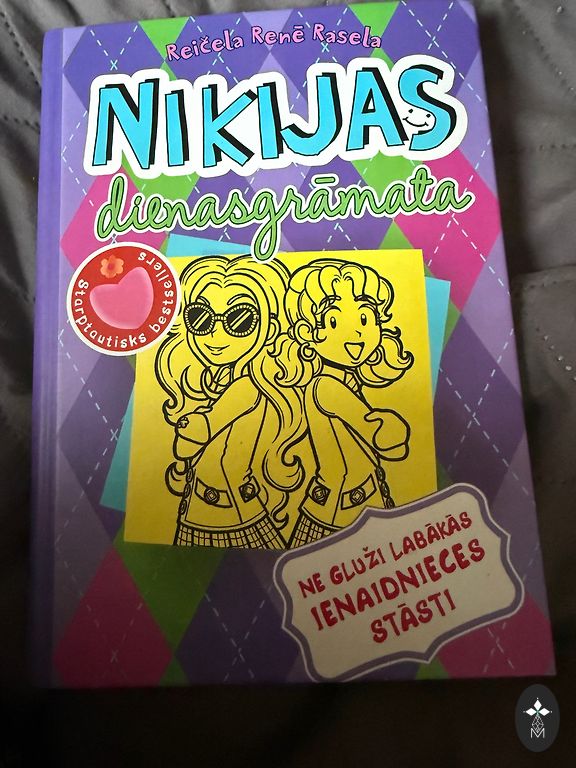 Reičela Renē Rasela
NIKIJAS
dienasgrāmata
Starptautisks bestsellers
NE GLUŽI LABĀKĀS
IENAIDNIECES
STĀSTI
M